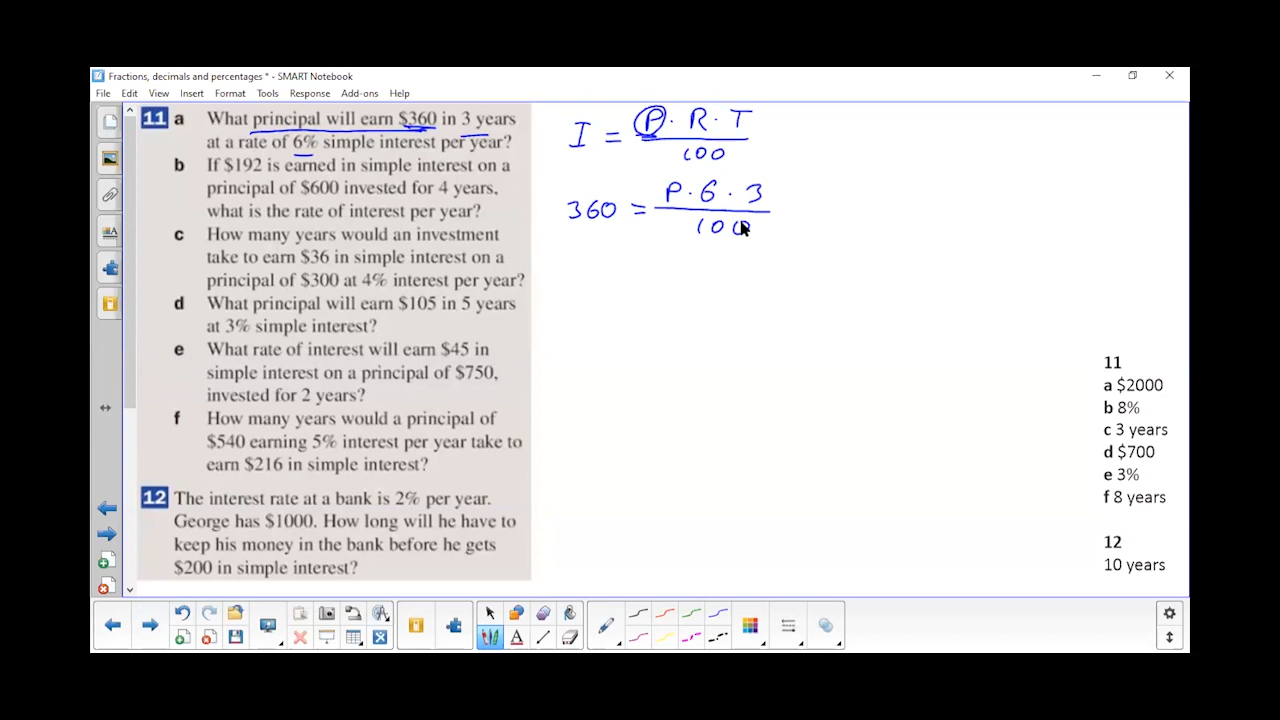 Fractions, decimals and percentages * - SMART Notebook
File Edit View Insert Format Tools Response Add-ons Help
11 a What principal will earn $360 in 3 years
at a rate of 6% simple interest per year?
b If $192 is earned in simple interest on a
principal of $600 invested for 4 years,
what is the rate of interest per year?
c How many years would an investment
take to earn $36 in simple interest on a
principal of $300 at 4% interest per year?
d What principal will earn $105 in 5 years
at 3% simple interest?
e What rate of interest will earn $45 in
simple interest on a principal of $750,
invested for 2 years?
f How many years would a principal of
$540 earning 5% interest per year take to
earn $216 in simple interest?
12 The interest rate at a bank is 2% per year.
George has $1000. How long will he have to
keep his money in the bank before he gets
$200 in simple interest?
I = P · R · T
100
360 = P · 6 · 3
100
11
a $2000
b 8%
c 3 years
d $700
e 3%
f 8 years
12
10 years